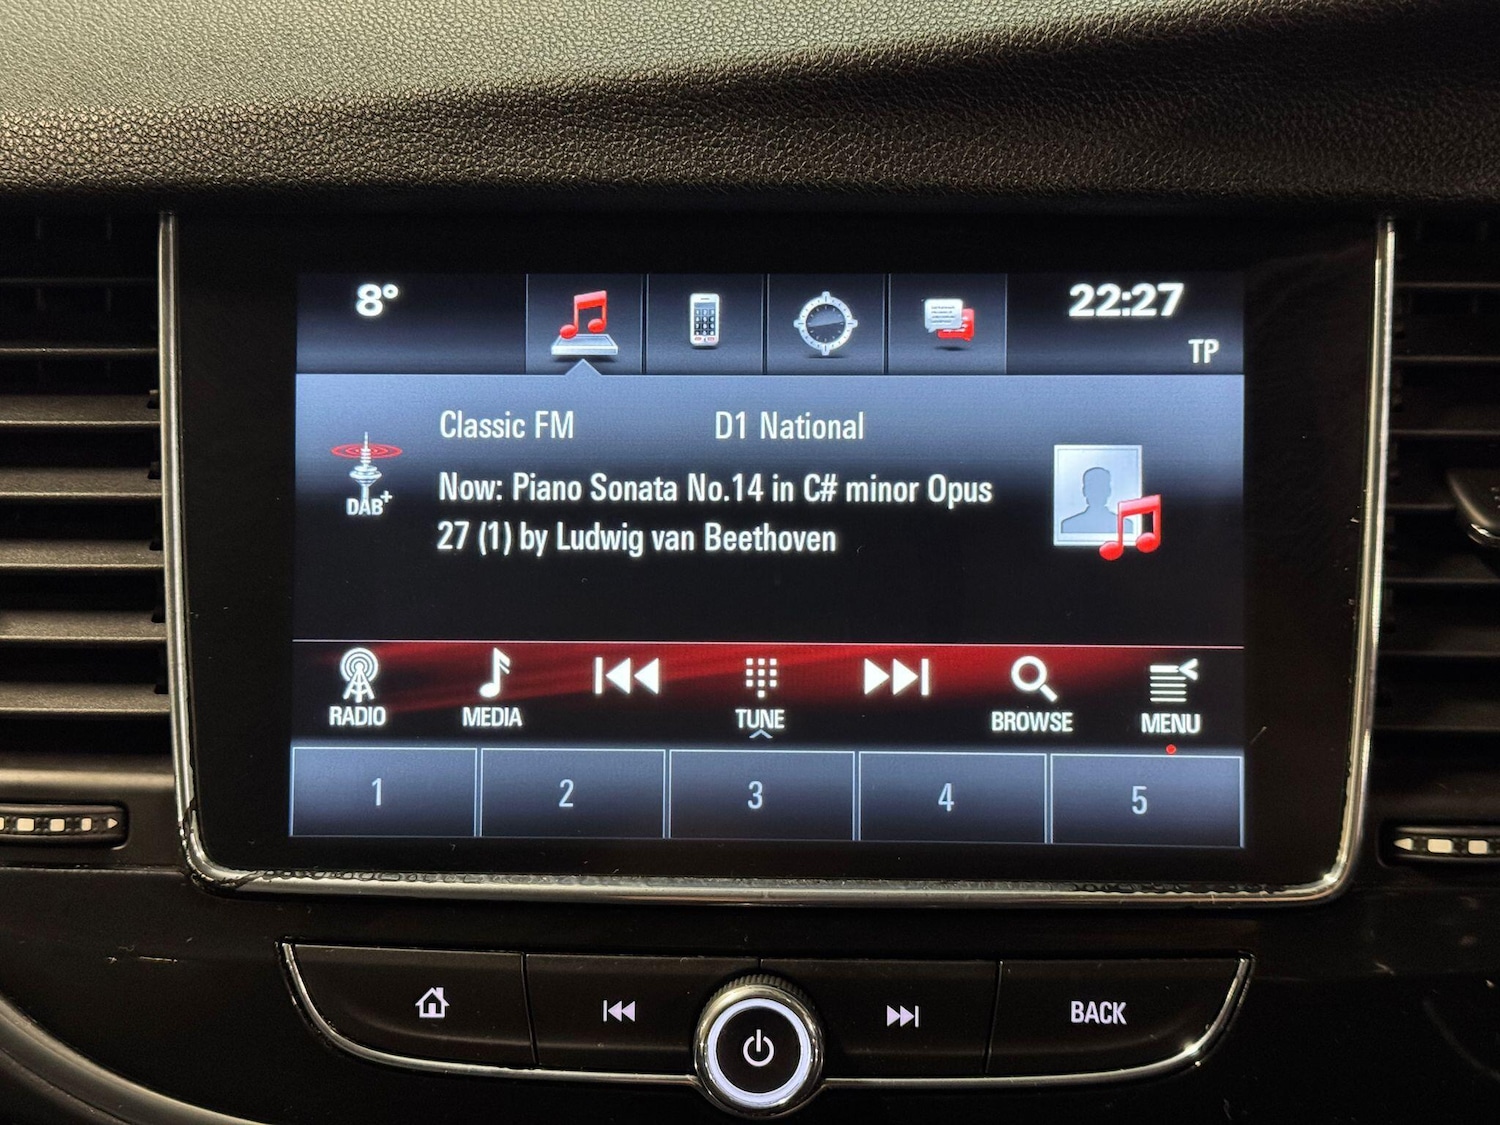 8° 22:27
TP
Classic FM D1 National
DAB+
Now: Piano Sonata No.14 in C# minor Opus
27 (1) by Ludwig van Beethoven
RADIO MEDIA TUNE BROWSE MENU
1 2 3 4 5
BACK